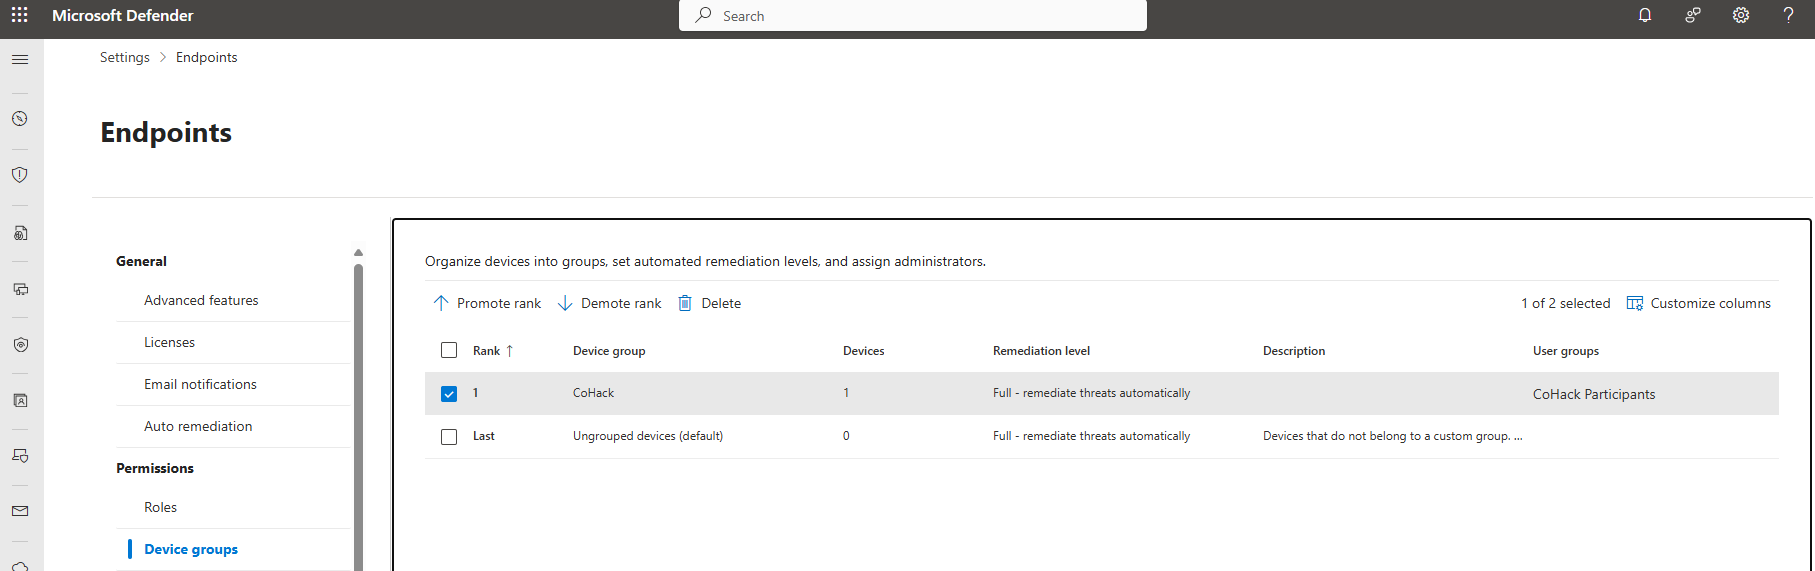 Microsoft Defender
Search
Settings > Endpoints
Endpoints
General
Advanced features
Licenses
Email notifications
Auto remediation
Permissions
Roles
Device groups
Organize devices into groups, set automated remediation levels, and assign administrators.
Promote rank Demote rank Delete 1 of 2 selected Customize columns
Rank ↑ Device group Devices Remediation level Description User groups
1 CoHack 1 Full - remediate threats automatically CoHack Participants
Last Ungrouped devices (default) 0 Full - remediate threats automatically Devices that do not belong to a custom group. ...